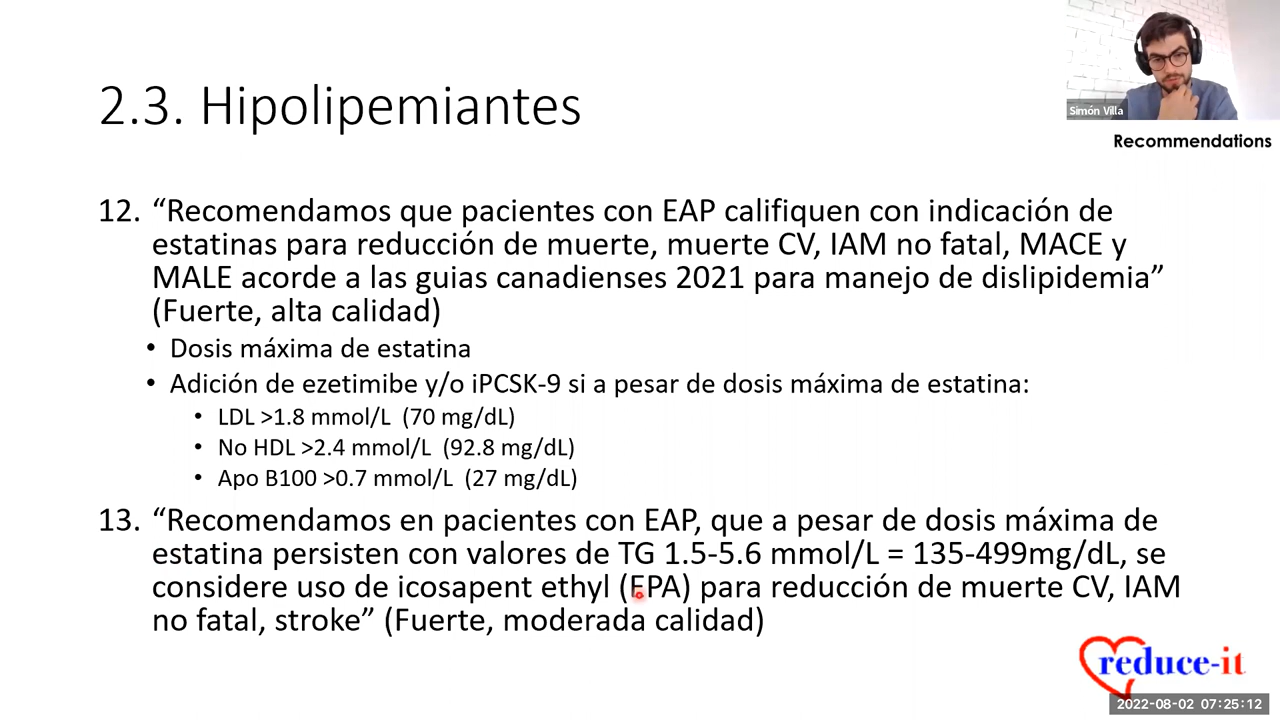 Simón Villa
2.3. Hipolipemiantes
Recommendations
12. “Recomendamos que pacientes con EAP califiquen con indicación de
estatinas para reducción de muerte, muerte CV, IAM no fatal, MACE y
MALE acorde a las guias canadienses 2021 para manejo de dislipidemia”
(Fuerte, alta calidad)
• Dosis máxima de estatina
• Adición de ezetimibe y/o iPCSK-9 si a pesar de dosis máxima de estatina:
• LDL >1.8 mmol/L (70 mg/dL)
• No HDL >2.4 mmol/L (92.8 mg/dL)
• Apo B100 >0.7 mmol/L (27 mg/dL)
13. “Recomendamos en pacientes con EAP, que a pesar de dosis máxima de
estatina persisten con valores de TG 1.5-5.6 mmol/L = 135-499mg/dL, se
considere uso de icosapent ethyl (EPA) para reducción de muerte CV, IAM
no fatal, stroke” (Fuerte, moderada calidad)
reduce-it
2022-08-02 07:25:12